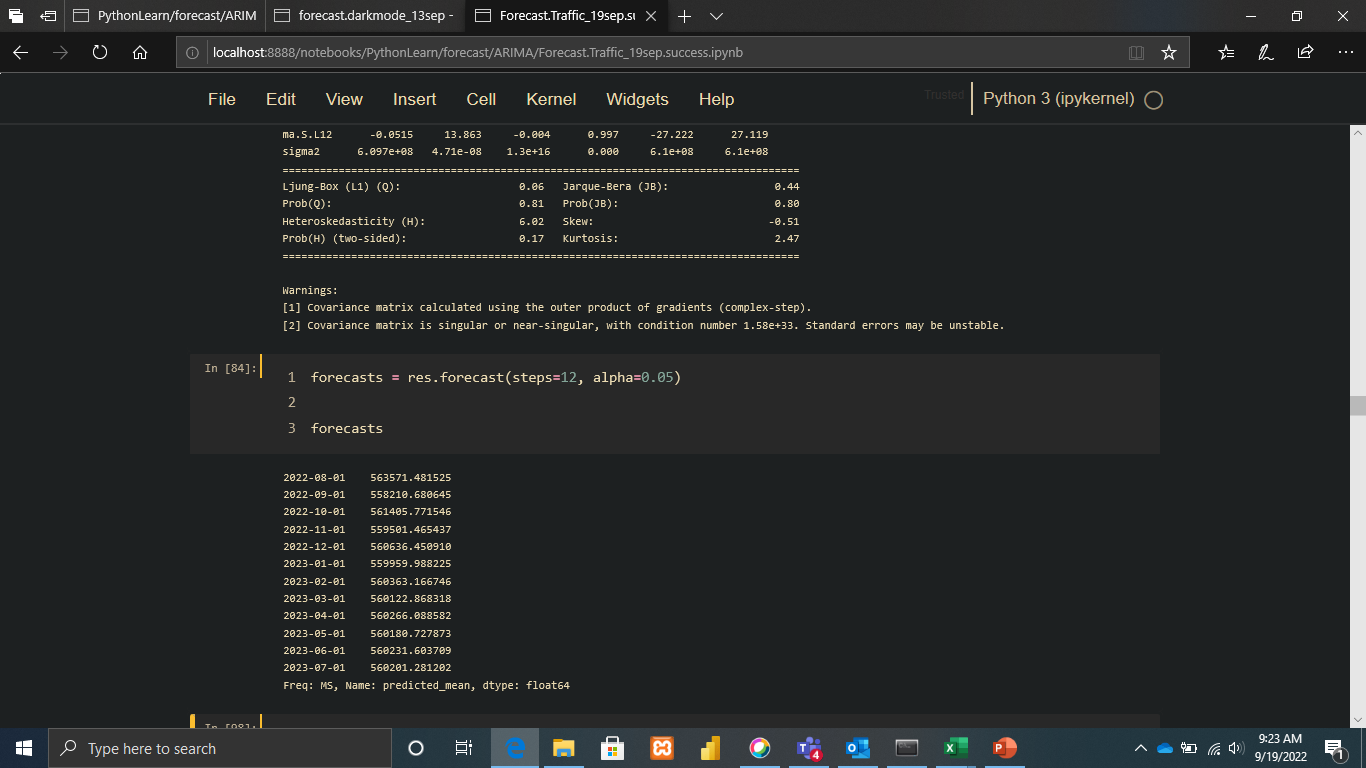 PythonLearn/forecast/ARIM
forecast.darkmode_13sep -
Forecast.Traffic_19sep.su
localhost:8888/notebooks/PythonLearn/forecast/ARIMA/Forecast.Traffic_19sep.success.ipynb
File Edit View Insert Cell Kernel Widgets Help Trusted Python 3 (ipykernel)
ma.S.L12 -0.0515 13.863 -0.004 0.997 -27.222 27.119
sigma2 6.097e+08 4.71e-08 1.3e+16 0.000 6.1e+08 6.1e+08
===================================================================================
Ljung-Box (L1) (Q): 0.06 Jarque-Bera (JB): 0.44
Prob(Q): 0.81 Prob(JB): 0.80
Heteroskedasticity (H): 6.02 Skew: -0.51
Prob(H) (two-sided): 0.17 Kurtosis: 2.47
===================================================================================
Warnings:
[1] Covariance matrix calculated using the outer product of gradients (complex-step).
[2] Covariance matrix is singular or near-singular, with condition number 1.58e+33. Standard errors may be unstable.
In [84]:
1 forecasts = res.forecast(steps=12, alpha=0.05)
2
3 forecasts
2022-08-01 563571.481525
2022-09-01 558210.680645
2022-10-01 561405.771546
2022-11-01 559501.465437
2022-12-01 560636.450910
2023-01-01 559959.988225
2023-02-01 560363.166746
2023-03-01 560122.868318
2023-04-01 560266.088582
2023-05-01 560180.727873
2023-06-01 560231.603709
2023-07-01 560201.281202
Freq: MS, Name: predicted_mean, dtype: float64
In [98]:
Type here to search
4
9:23 AM
9/19/2022
1